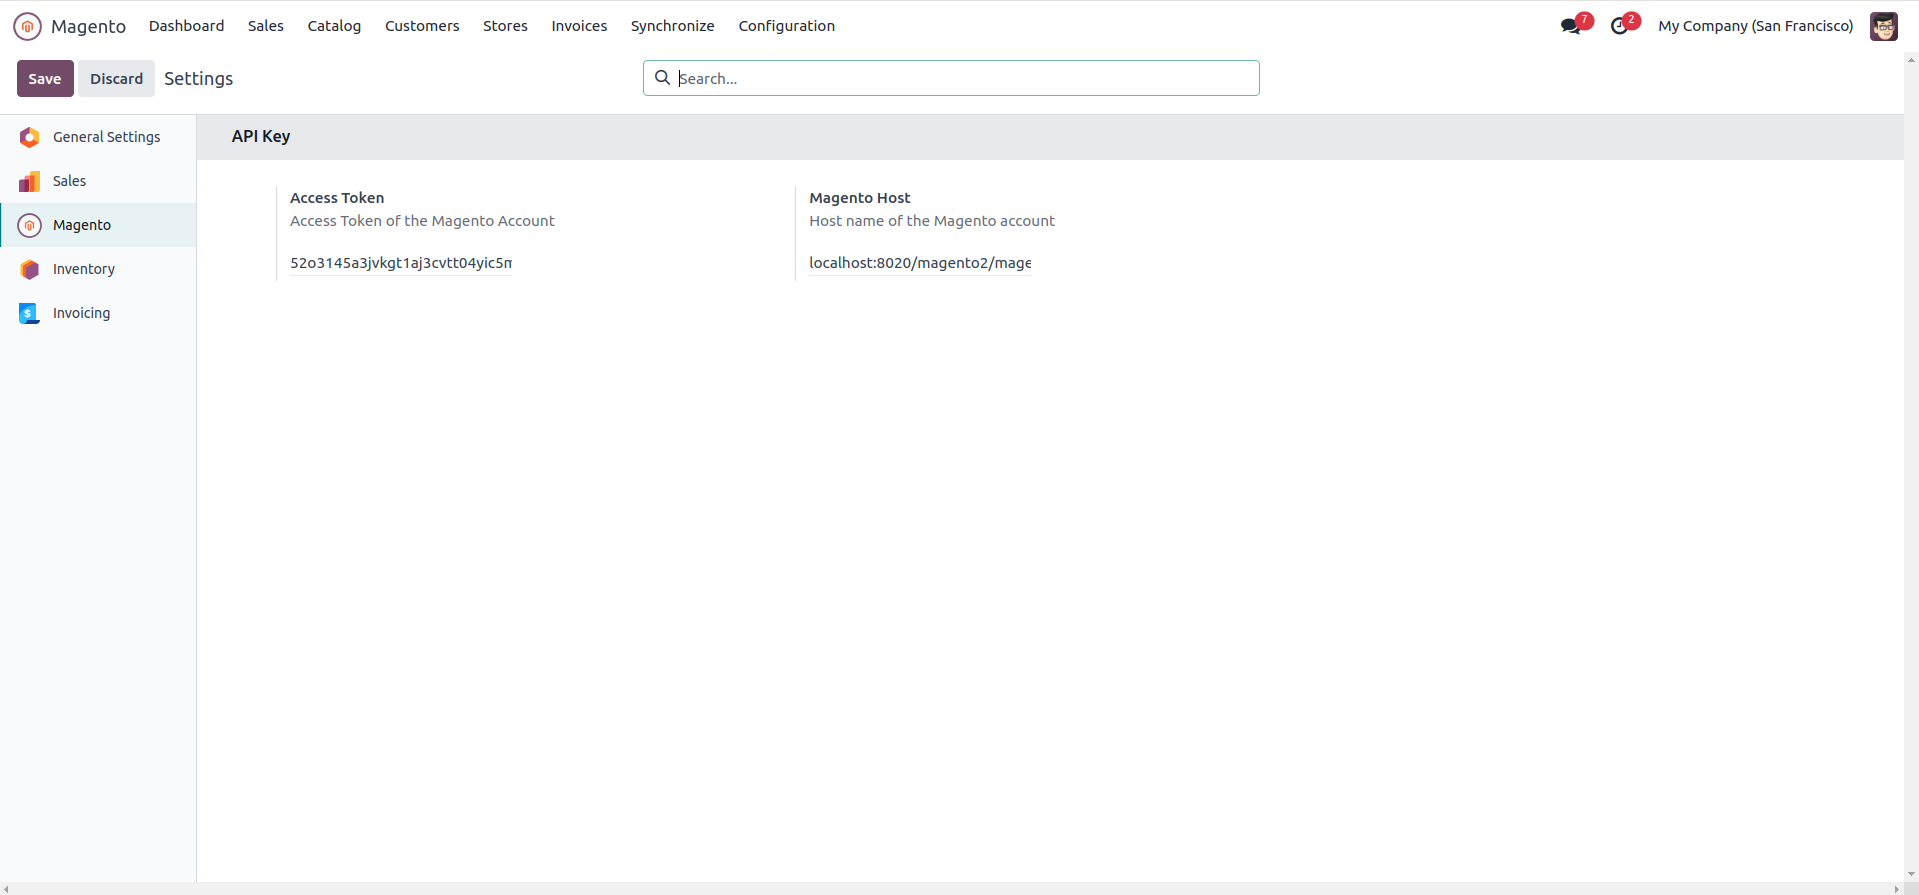 Magento Dashboard Sales Catalog Customers Stores Invoices Synchronize Configuration 7 2 My Company (San Francisco)
Save Discard Settings Search...
General Settings
Sales
Magento
Inventory
Invoicing
API Key
Access Token
Access Token of the Magento Account
52o3145a3jvkgt1aj3cvtt04yic5
Magento Host
Host name of the Magento account
localhost:8020/magento2/mage